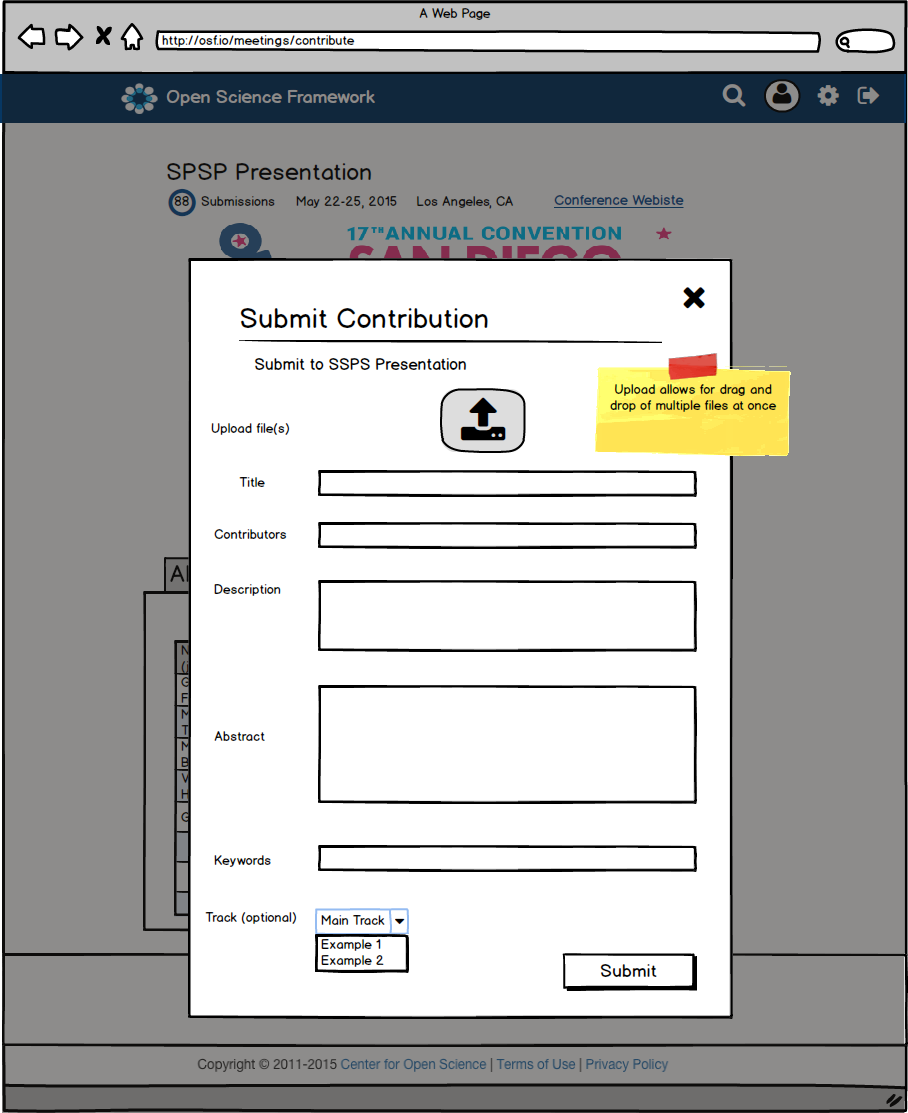 A Web Page
http://osf.io/meetings/contribute
Open Science Framework
SPSP Presentation
88 Submissions May 22-25, 2015 Los Angeles, CA Conference Webiste
17TH ANNUAL CONVENTION
SAN DIEGO
Submit Contribution
Submit to SSPS Presentation
Upload allows for drag and
drop of multiple files at once
Upload file(s)
Title
Contributors
Description
Abstract
Keywords
Track (optional) Main Track
Example 1
Example 2
Submit
Copyright © 2011-2015 Center for Open Science | Terms of Use | Privacy Policy